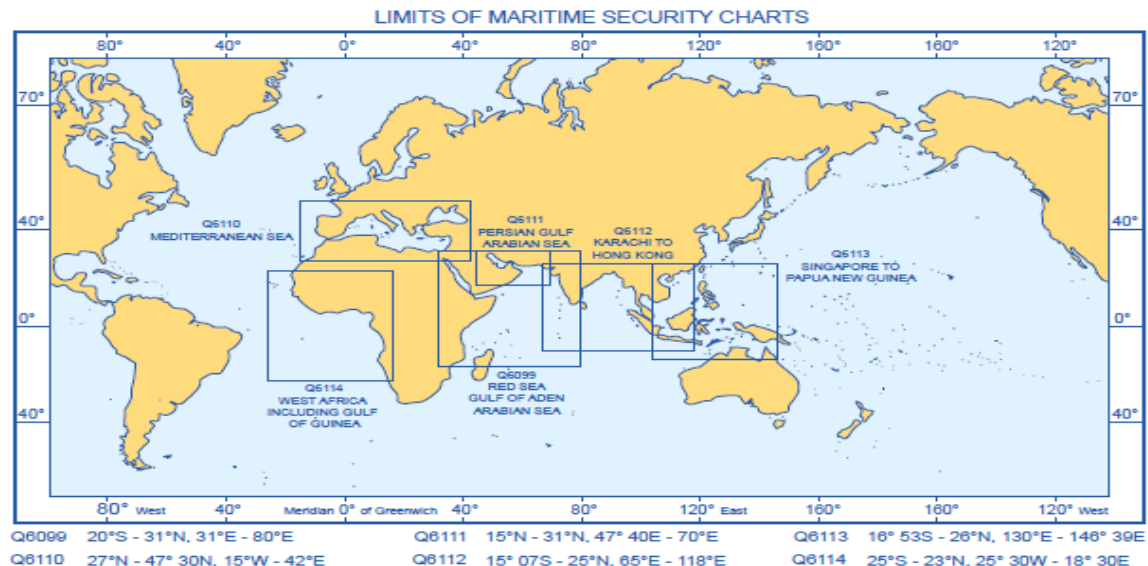 LIMITS OF MARITIME SECURITY CHARTS
80° 40° 0° 40° 80° 120° 160° 160° 120°
70° 70°
Q6110
MEDITERRANEAN SEA
Q6111
PERSIAN GULF
ARABIAN SEA
Q6112
KARACHI TO
HONG KONG
Q6113
SINGAPORE TO
PAPUA NEW GUINEA
40° 40°
0° 0°
Q6114
WEST AFRICA
INCLUDING GULF
OF GUINEA
Q6099
RED SEA
GULF OF ADEN
ARABIAN SEA
40° 40°
80° West 40° Meridian 0° of Greenwich 40° 80° 120° East 160° 160° 120° West
Q6099 20°S - 31°N, 31°E - 80°E Q6111 15°N - 31°N, 47° 40E - 70°E Q6113 16° 53S - 26°N, 130°E - 146° 39E
Q6110 27°N - 47° 30N, 15°W - 42°E Q6112 15° 07S - 25°N, 65°E - 118°E Q6114 25°S - 23°N, 25° 30W - 18° 30E